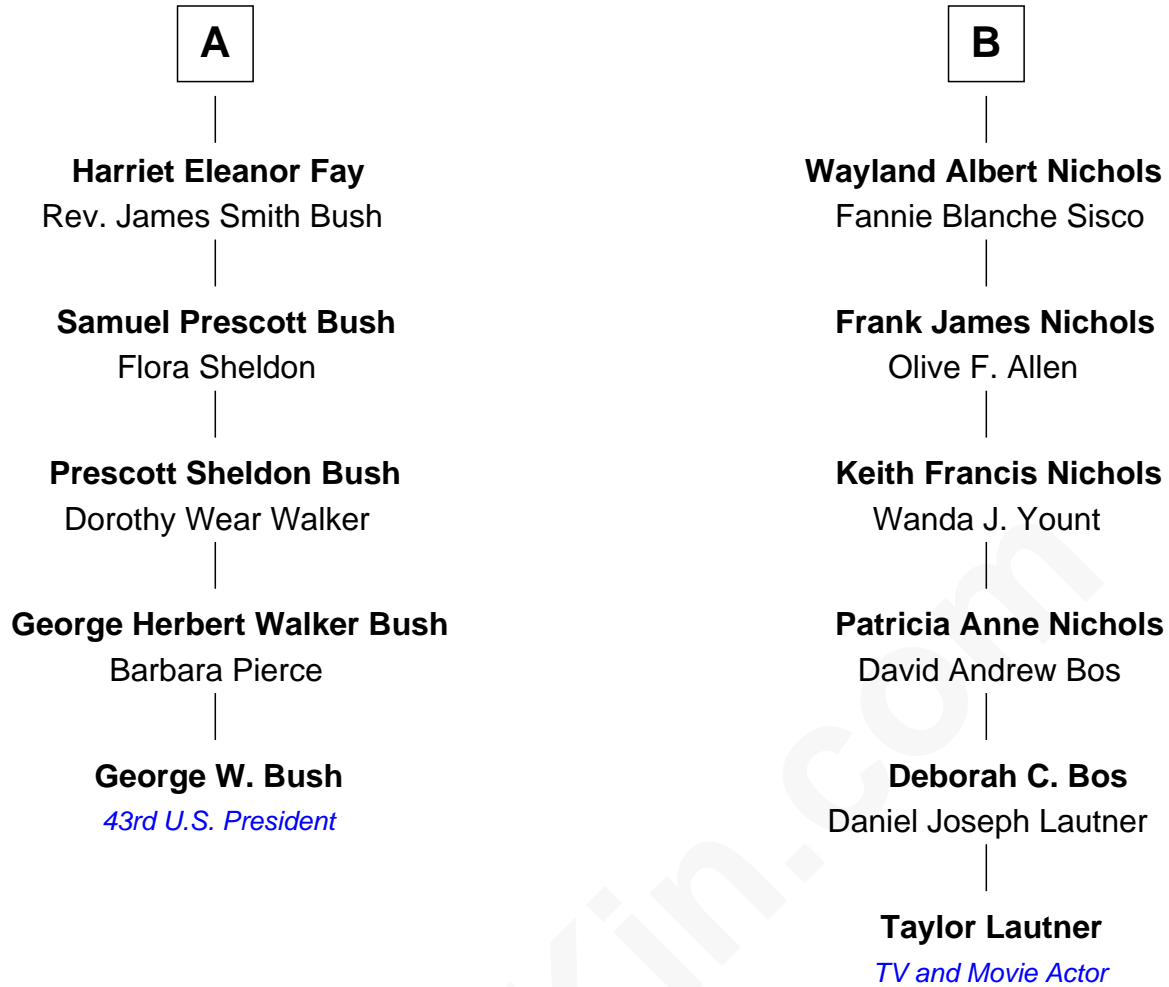 A
Harriet Eleanor Fay
Rev. James Smith Bush
Samuel Prescott Bush
Flora Sheldon
Prescott Sheldon Bush
Dorothy Wear Walker
George Herbert Walker Bush
Barbara Pierce
George W. Bush
43rd U.S. President
B
Wayland Albert Nichols
Fannie Blanche Sisco
Frank James Nichols
Olive F. Allen
Keith Francis Nichols
Wanda J. Yount
Patricia Anne Nichols
David Andrew Bos
Deborah C. Bos
Daniel Joseph Lautner
Taylor Lautner
TV and Movie Actor
Kin.com